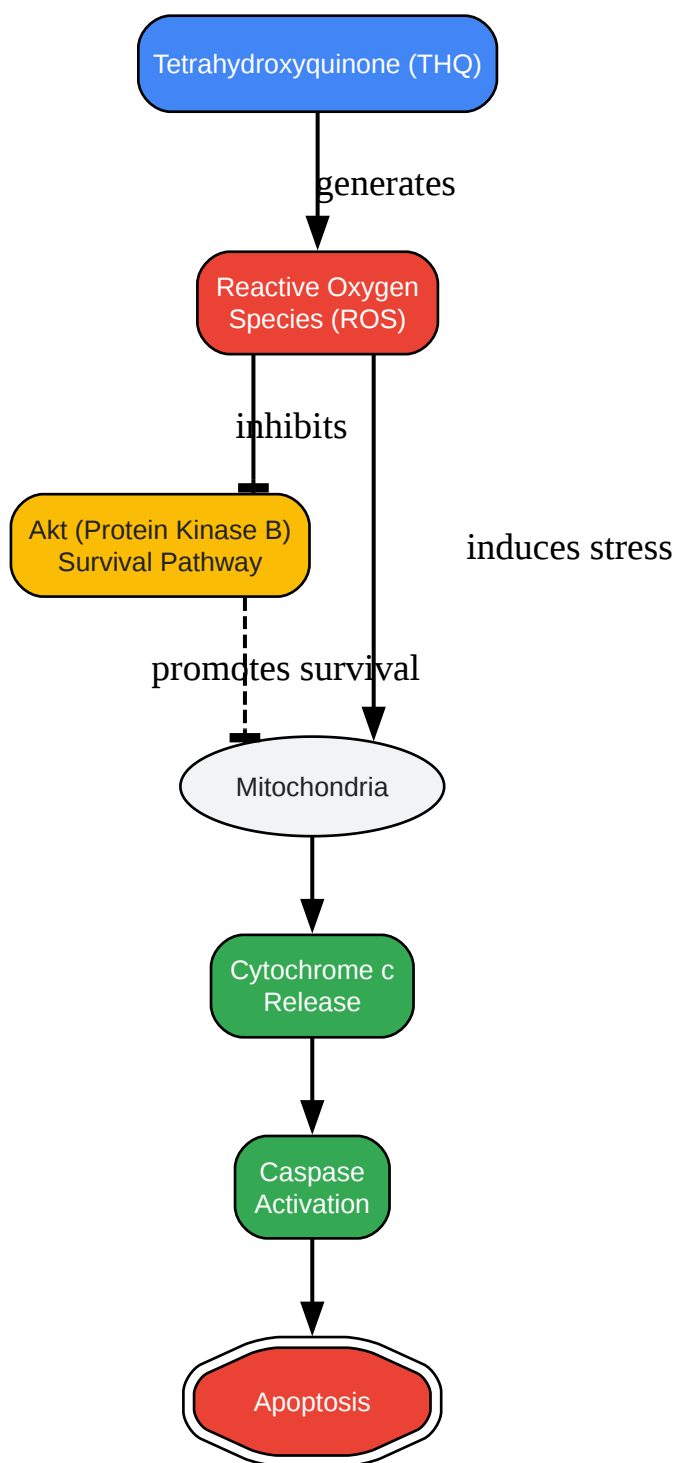 Tetrahydroxyquinone (THQ)
generates
Reactive Oxygen
Species (ROS)
inhibits
Akt (Protein Kinase B)
Survival Pathway
induces stress
promotes survival
Mitochondria
Cytochrome c
Release
Caspase
Activation
Apoptosis